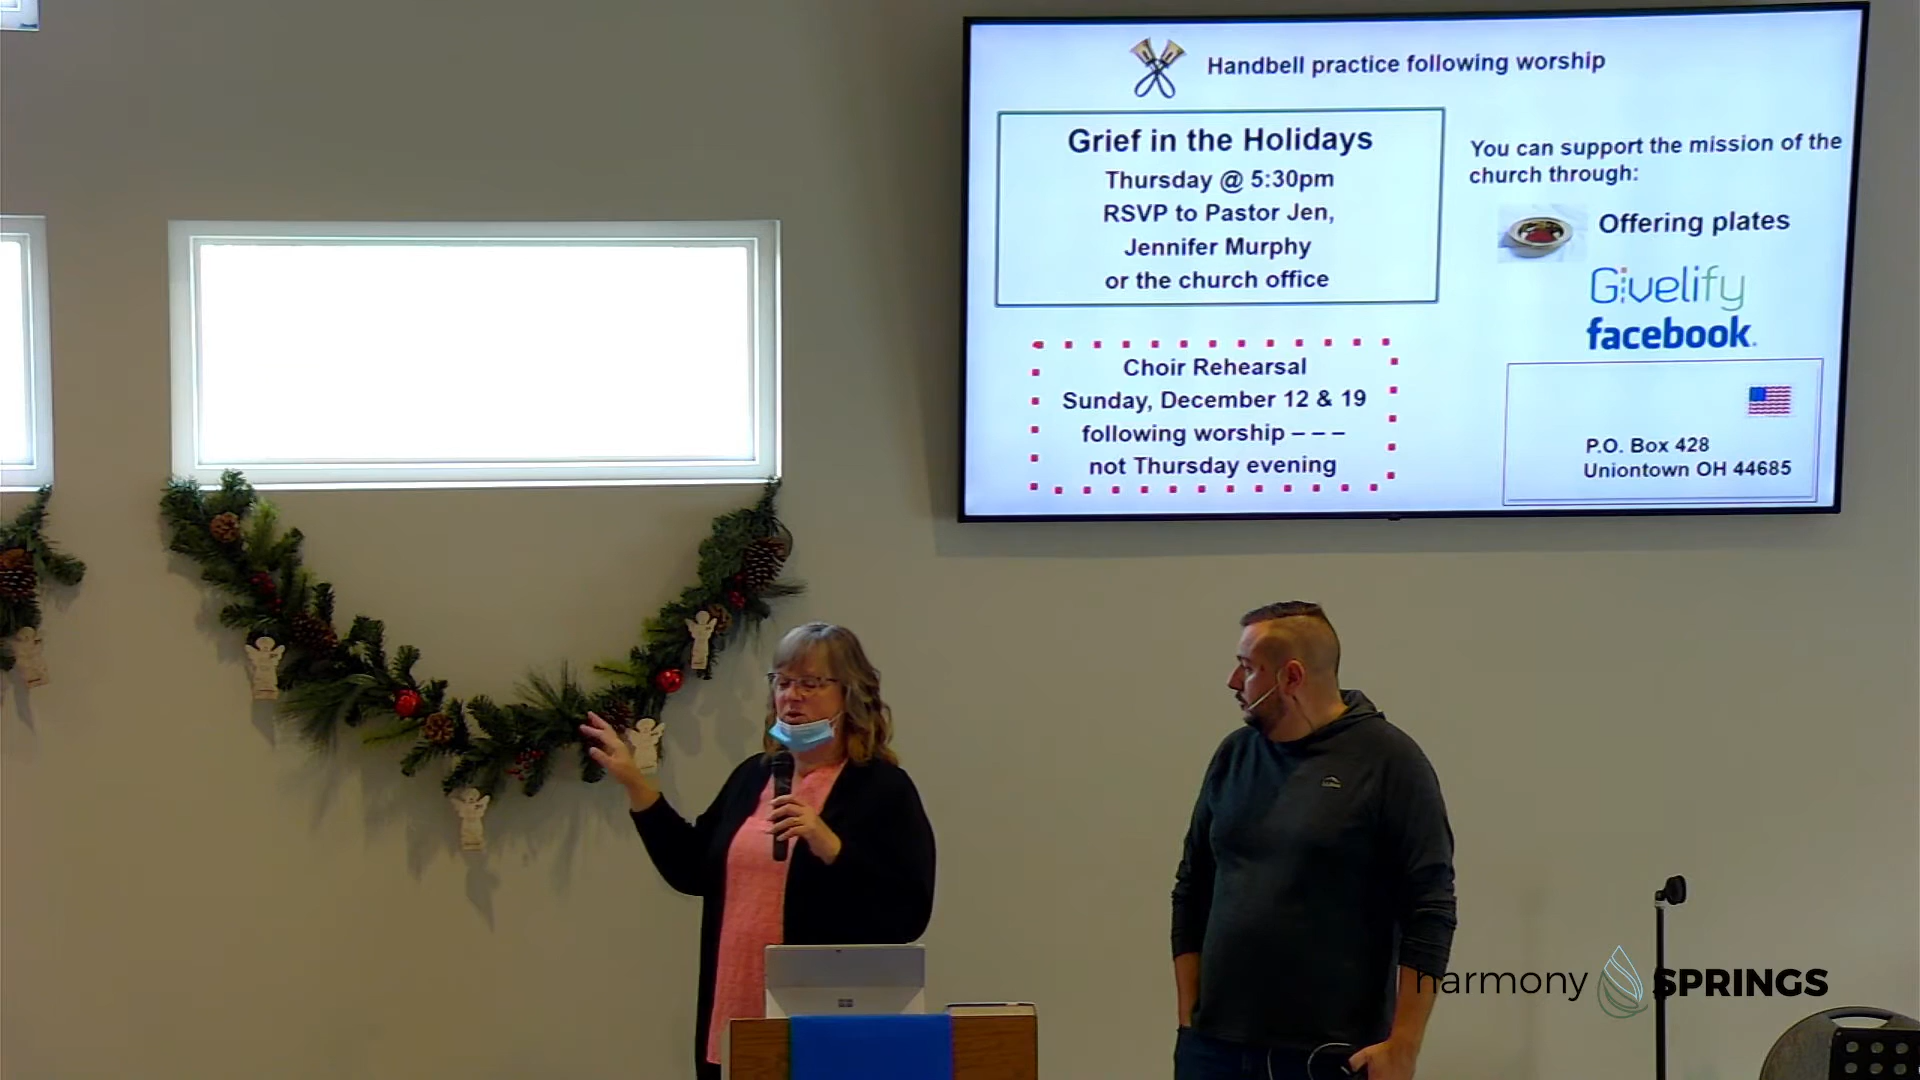 Handbell practice following worship
Grief in the Holidays
Thursday @ 5:30pm
RSVP to Pastor Jen,
Jennifer Murphy
or the church office
You can support the mission of the
church through:
Offering plates
Givelify
facebook.
Choir Rehearsal
Sunday, December 12 & 19
following worship – – –
not Thursday evening
P.O. Box 428
Uniontown OH 44685
harmony SPRINGS